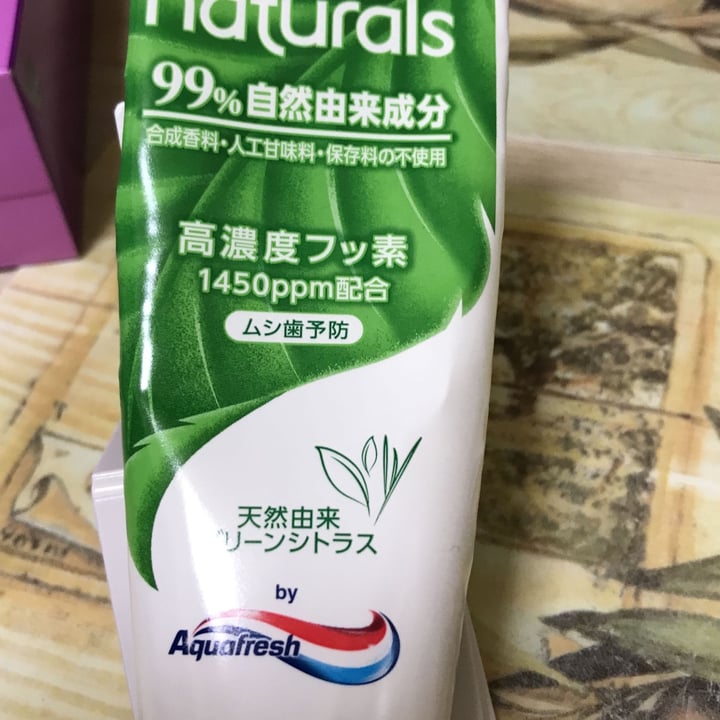 naturals
99%自然由来成分
合成香料・人工甘味料・保存料の不使用
高濃度フッ素
1450ppm配合
ムシ歯予防
天然由来
グリーンシトラス
by
Aquafresh